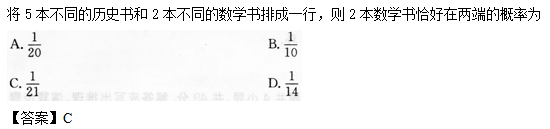 将 5 本不同的历史书和 2 本不同的数学书排成一行，则 2 本数学书恰好在两端的概率为
A. 1/20 B. 1/10
C. 1/21 D. 1/14
【答案】C